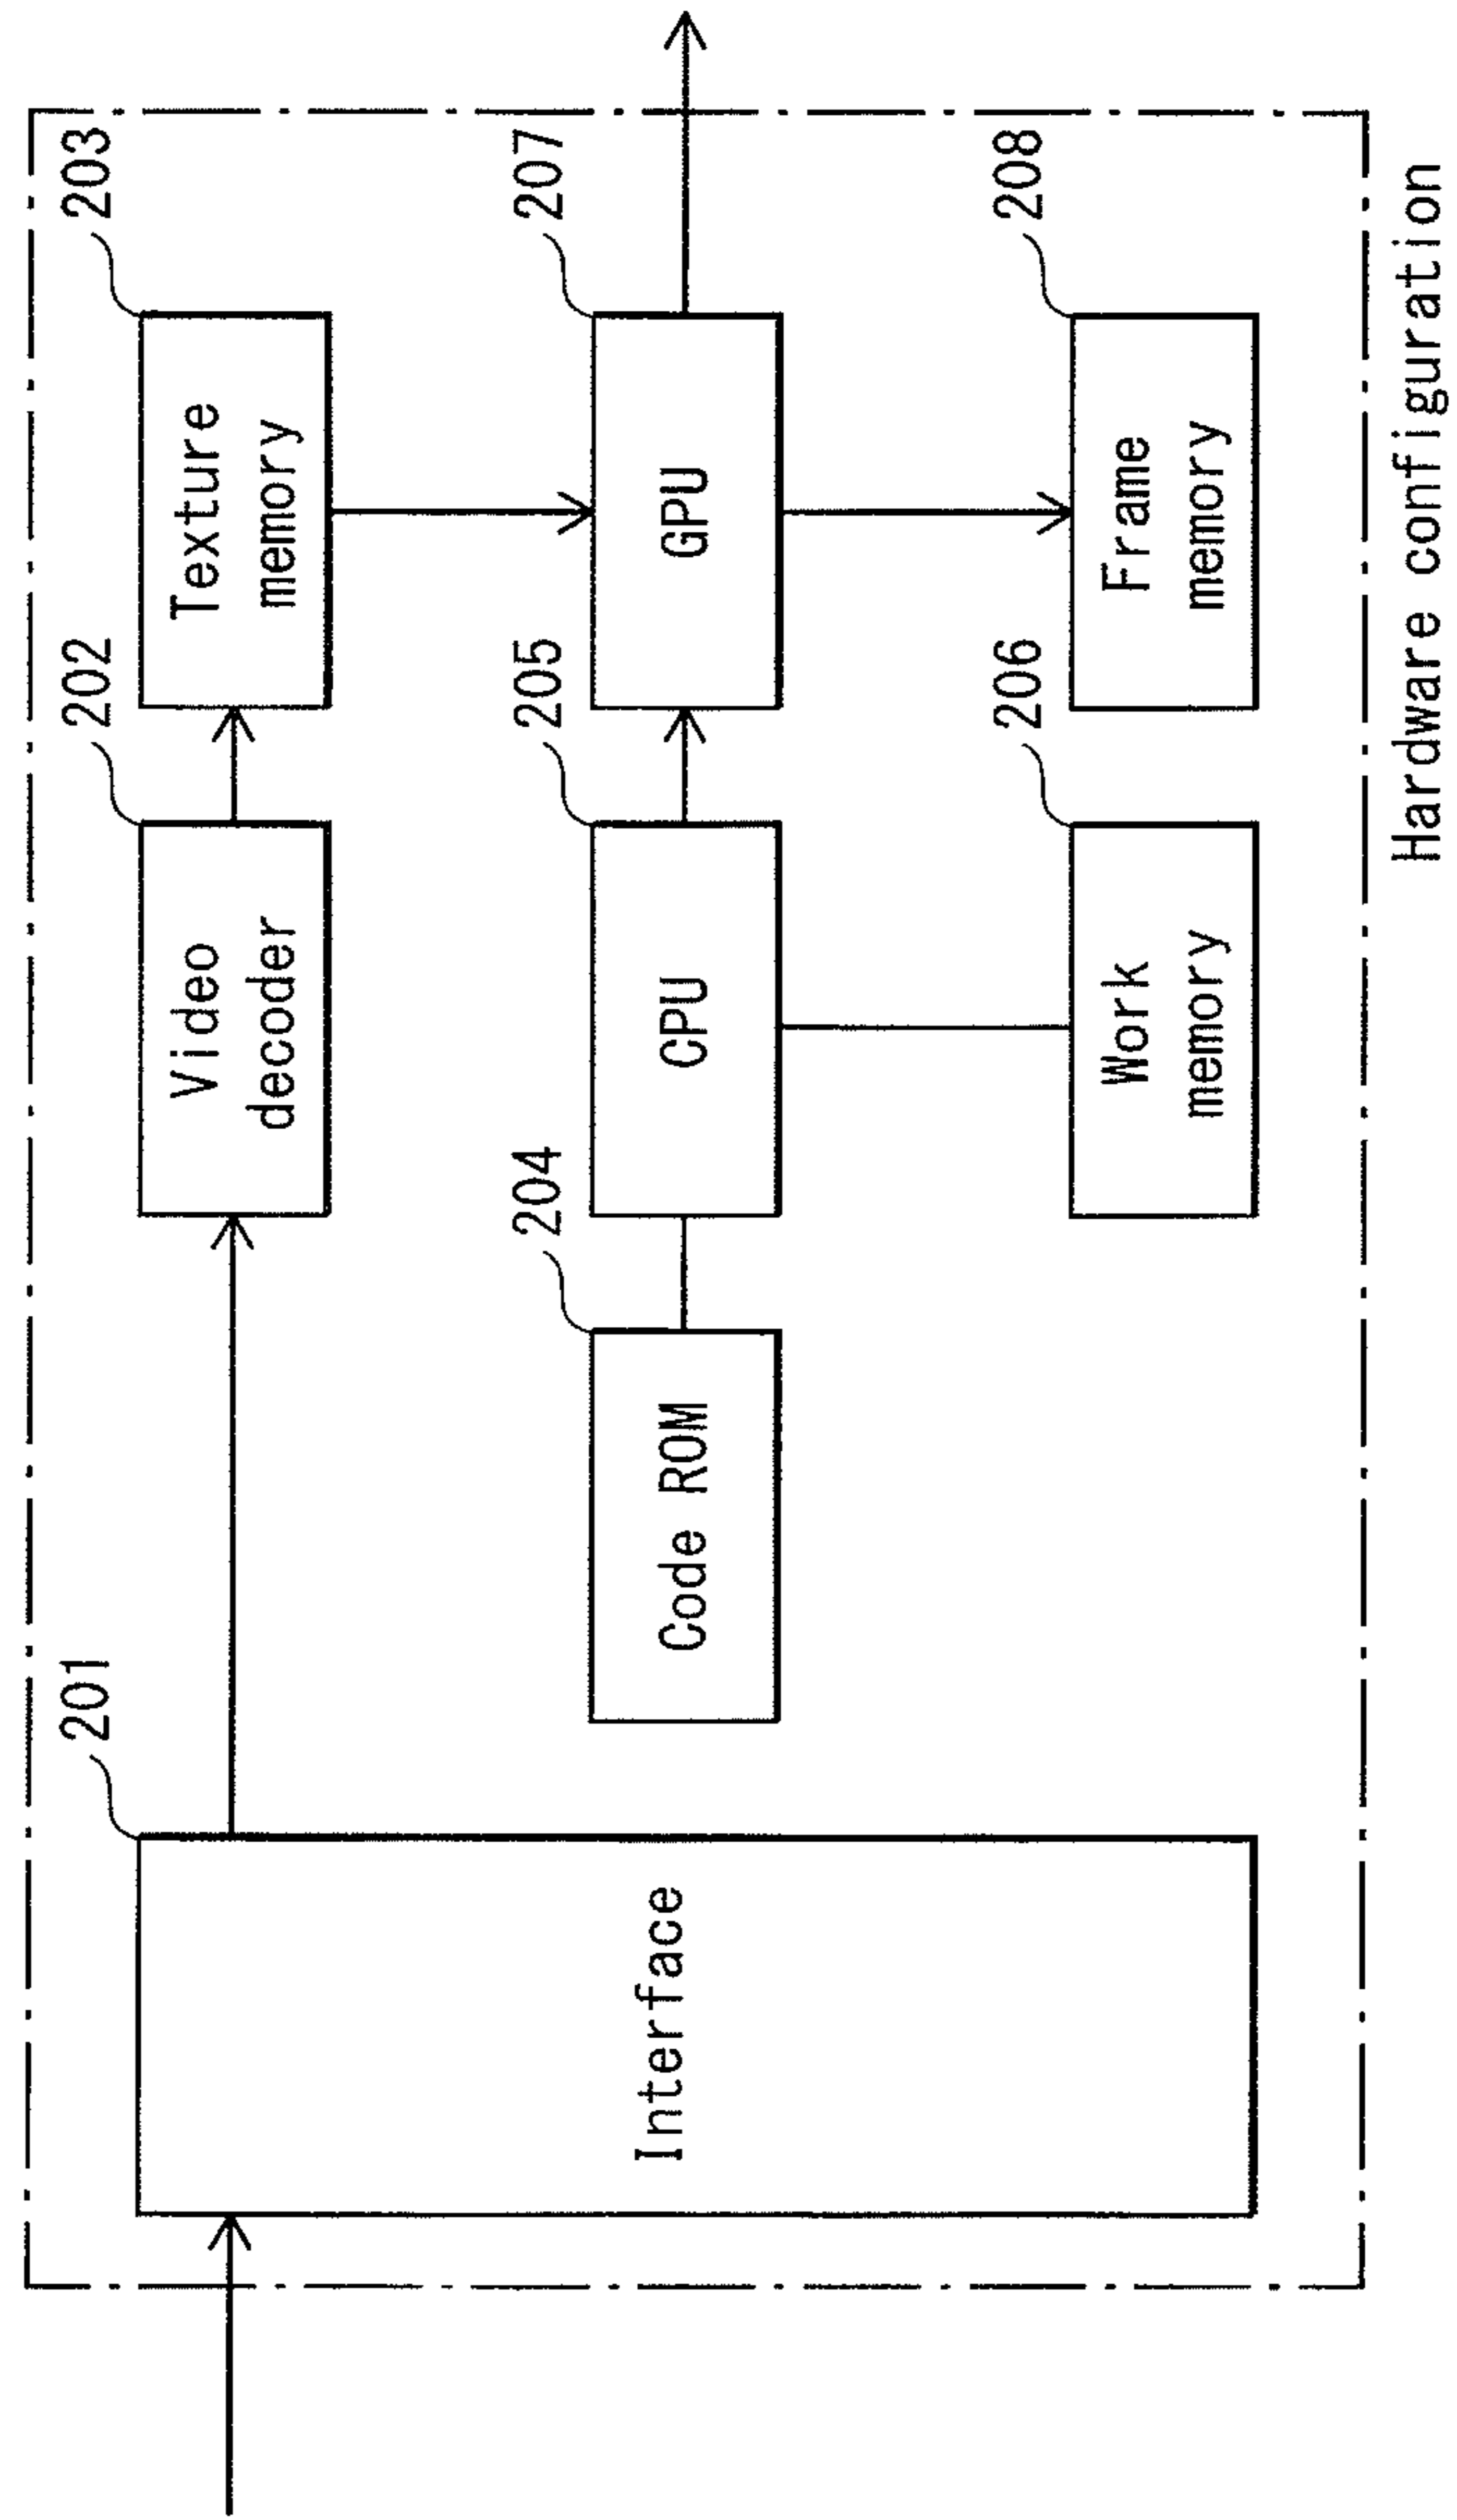 201
202
203
Interface
Video
decoder
Texture
memory
204
205
207
Code ROM
CPU
GPU
206
208
Work
memory
Frame
memory
Hardware configuration